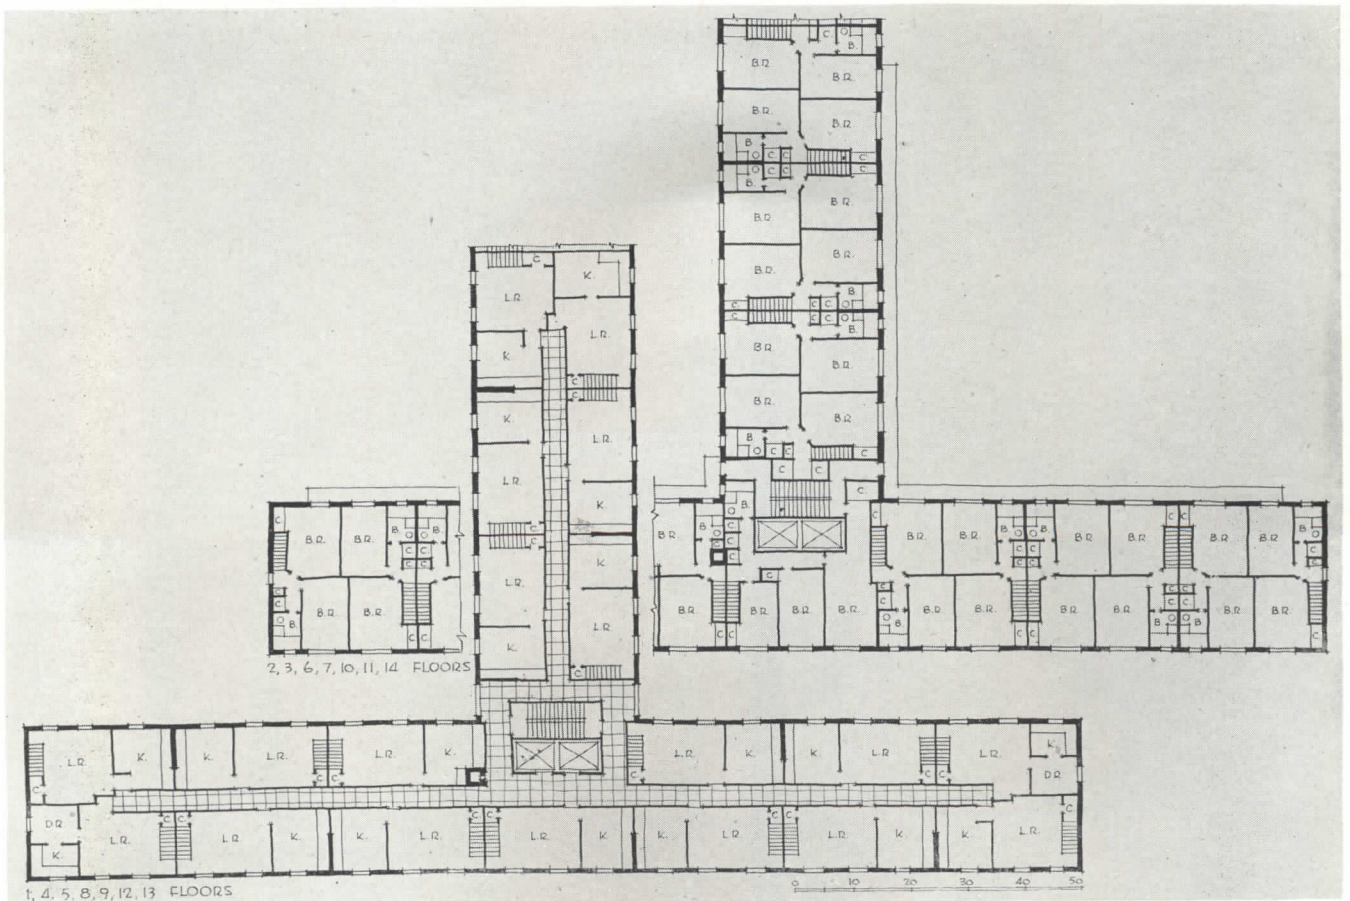 C. O B.
B.R.
B.R.
B.R.
B.R.
B. O C C C
B. O C C C
B.R.
B.R.
B.R.
B.R.
B.
C. C C O
C C C O B.
B.R.
B.R.
B.R.
B.R.
B. O C C C
C C
C. K.
L.R.
L.R.
K.
C
C
K.
L.R.
L.R.
K.
C
C
K.
L.R.
L.R.
K.
C
C B.R. B.R. B. B.
C C
C C
C B.R. B.R.
O B. C C
2, 3, 6, 7, 10, 11, 14 FLOORS
B.R. B. O B. C.
C
C
C
B.R. C C B.R. B.R. B.R.
C
C B.R. B.R. O B. O B. B.R. B.R. C C B.R. B.R. O B.
C C C
C C C
C
C
O B. B.R. B.R. C C B.R. B.R. C C
C C
O B. O B. B.R. B.R. C
L.R. K. K. L.R. L.R. K. L.R. K. K. L.R. L.R. K.
C C C C C C D.R.
D.R. C C C C C C C
L.R. L.R. K. K. L.R. L.R. K. K. L.R. L.R. K. K. L.R.
K.
1, 4, 5, 8, 9, 12, 13 FLOORS
0 10 20 30 40 50